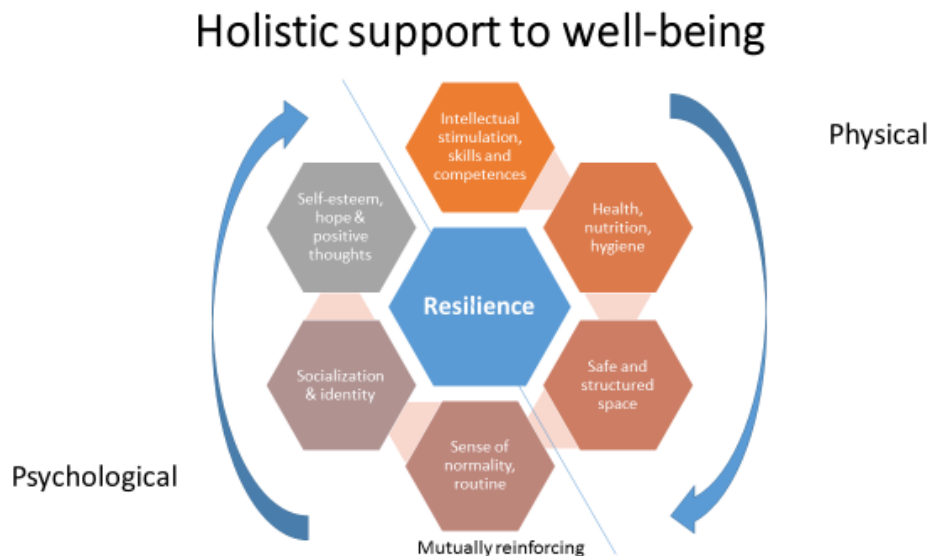 Holistic support to well-being
Physical
Intellectual
stimulation,
skills and
competences
Self-esteem,
hope &
positive
thoughts
Health,
nutrition,
hygiene
Resilience
Socialization
& identity
Safe and
structured
space
Sense of
normality,
routine
Psychological
Mutually reinforcing